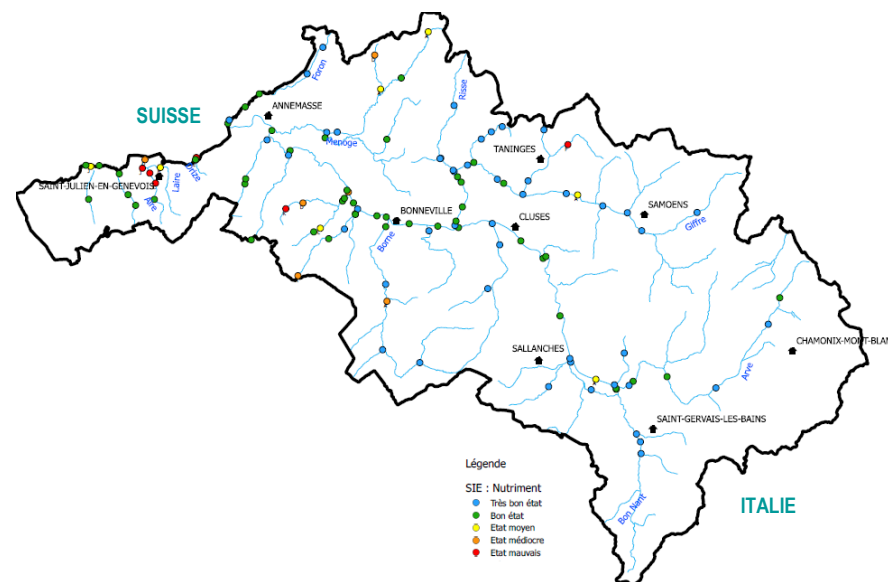 Foron
Risse
ANNEMASSE
SUISSE
Menoge
TANINGES
SAINT-JULIEN-EN-GENEVOIS
Aire
Laire
Drize
BONNEVILLE
Borne
CLUSES
SAMOENS
Giffre
SALLANCHES
CHAMONIX-MONT-BLAN
Arve
SAINT-GERVAIS-LES-BAINS
Bon Nant
ITALIE
Légende
SIE : Nutriment
Très bon état
Bon état
Etat moyen
Etat médiocre
Etat mauvais